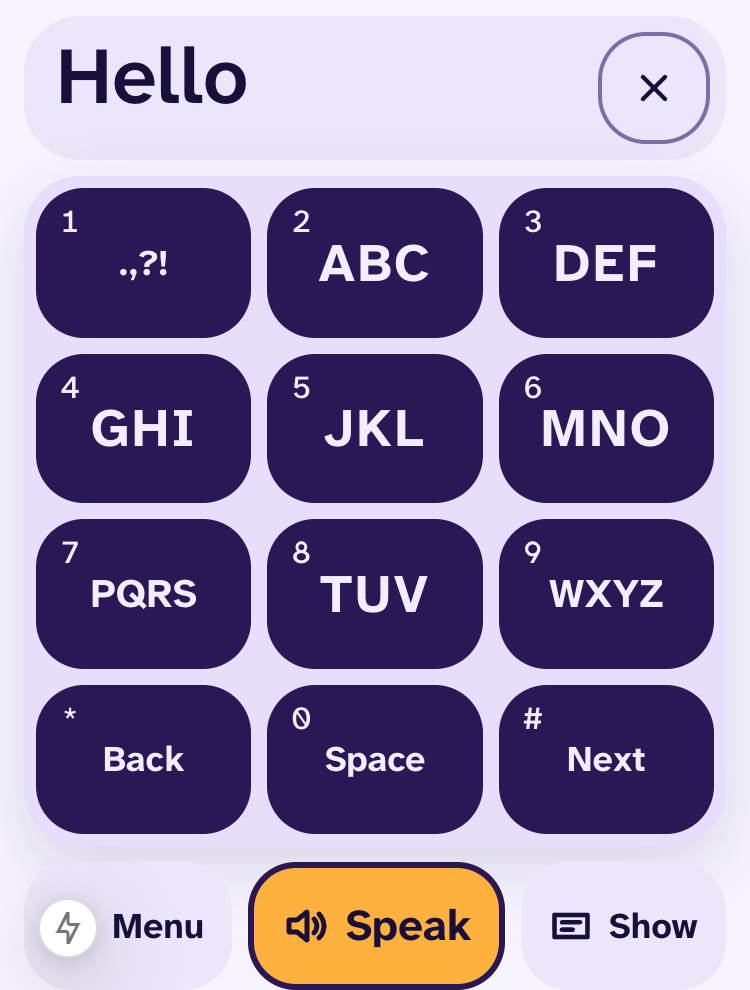 Hello
1 .,?!
2 ABC
3 DEF
4 GHI
5 JKL
6 MNO
7 PQRS
8 TUV
9 WXYZ
* Back
0 Space
# Next
Menu
Speak
Show